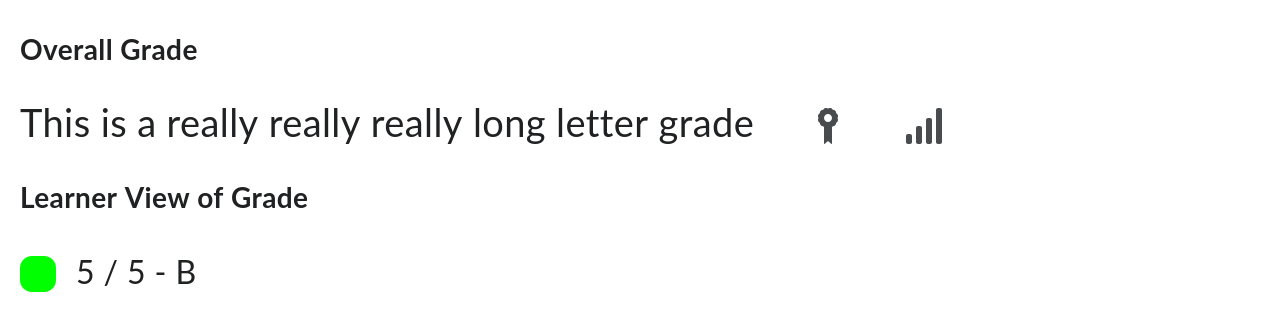 Overall Grade
This is a really really really long letter grade
Learner View of Grade
5 / 5 - B